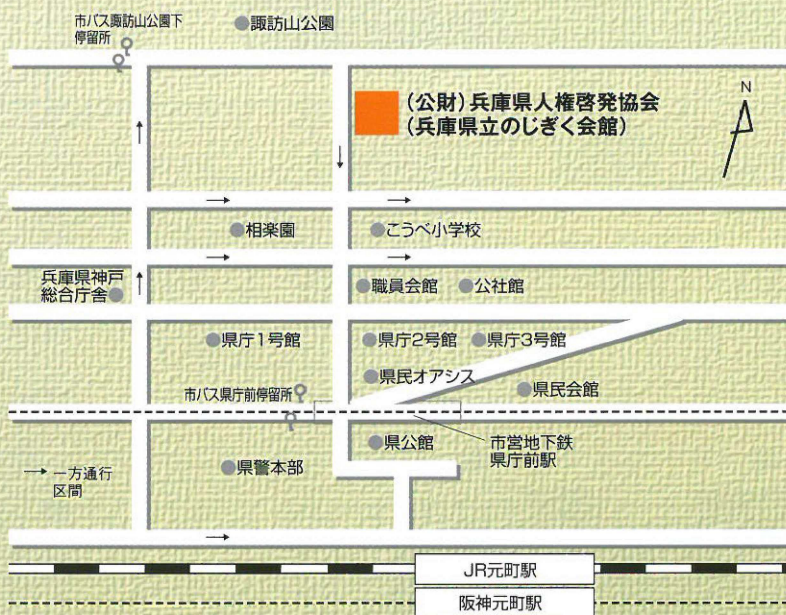 市バス諏訪山公園下
停留所
諏訪山公園
N
(公財)兵庫県人権啓発協会
(兵庫県立のじぎく会館)
相楽園
こうべ小学校
兵庫県神戸
総合庁舎
職員会館
公社館
県庁1号館
県庁2号館
県庁3号館
県民オアシス
市バス県庁前停留所
県民会館
県公館
市営地下鉄
県庁前駅
県警本部
一方通行
区間
JR元町駅
阪神元町駅